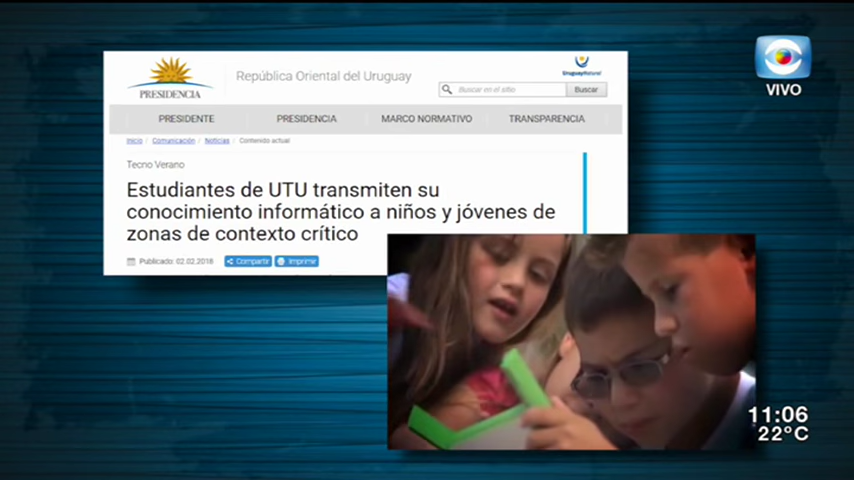 VIVO
PRESIDENCIA
República Oriental del Uruguay
UruguayNatural
Buscar en el sitio
Buscar
PRESIDENTE
PRESIDENCIA
MARCO NORMATIVO
TRANSPARENCIA
Inicio / Comunicación / Noticias / Contenido actual
Tecno Verano
Estudiantes de UTU transmiten su
conocimiento informático a niños y jóvenes de
zonas de contexto crítico
Publicado: 02.02.2018
Compartir
Imprimir
11:06
22°C